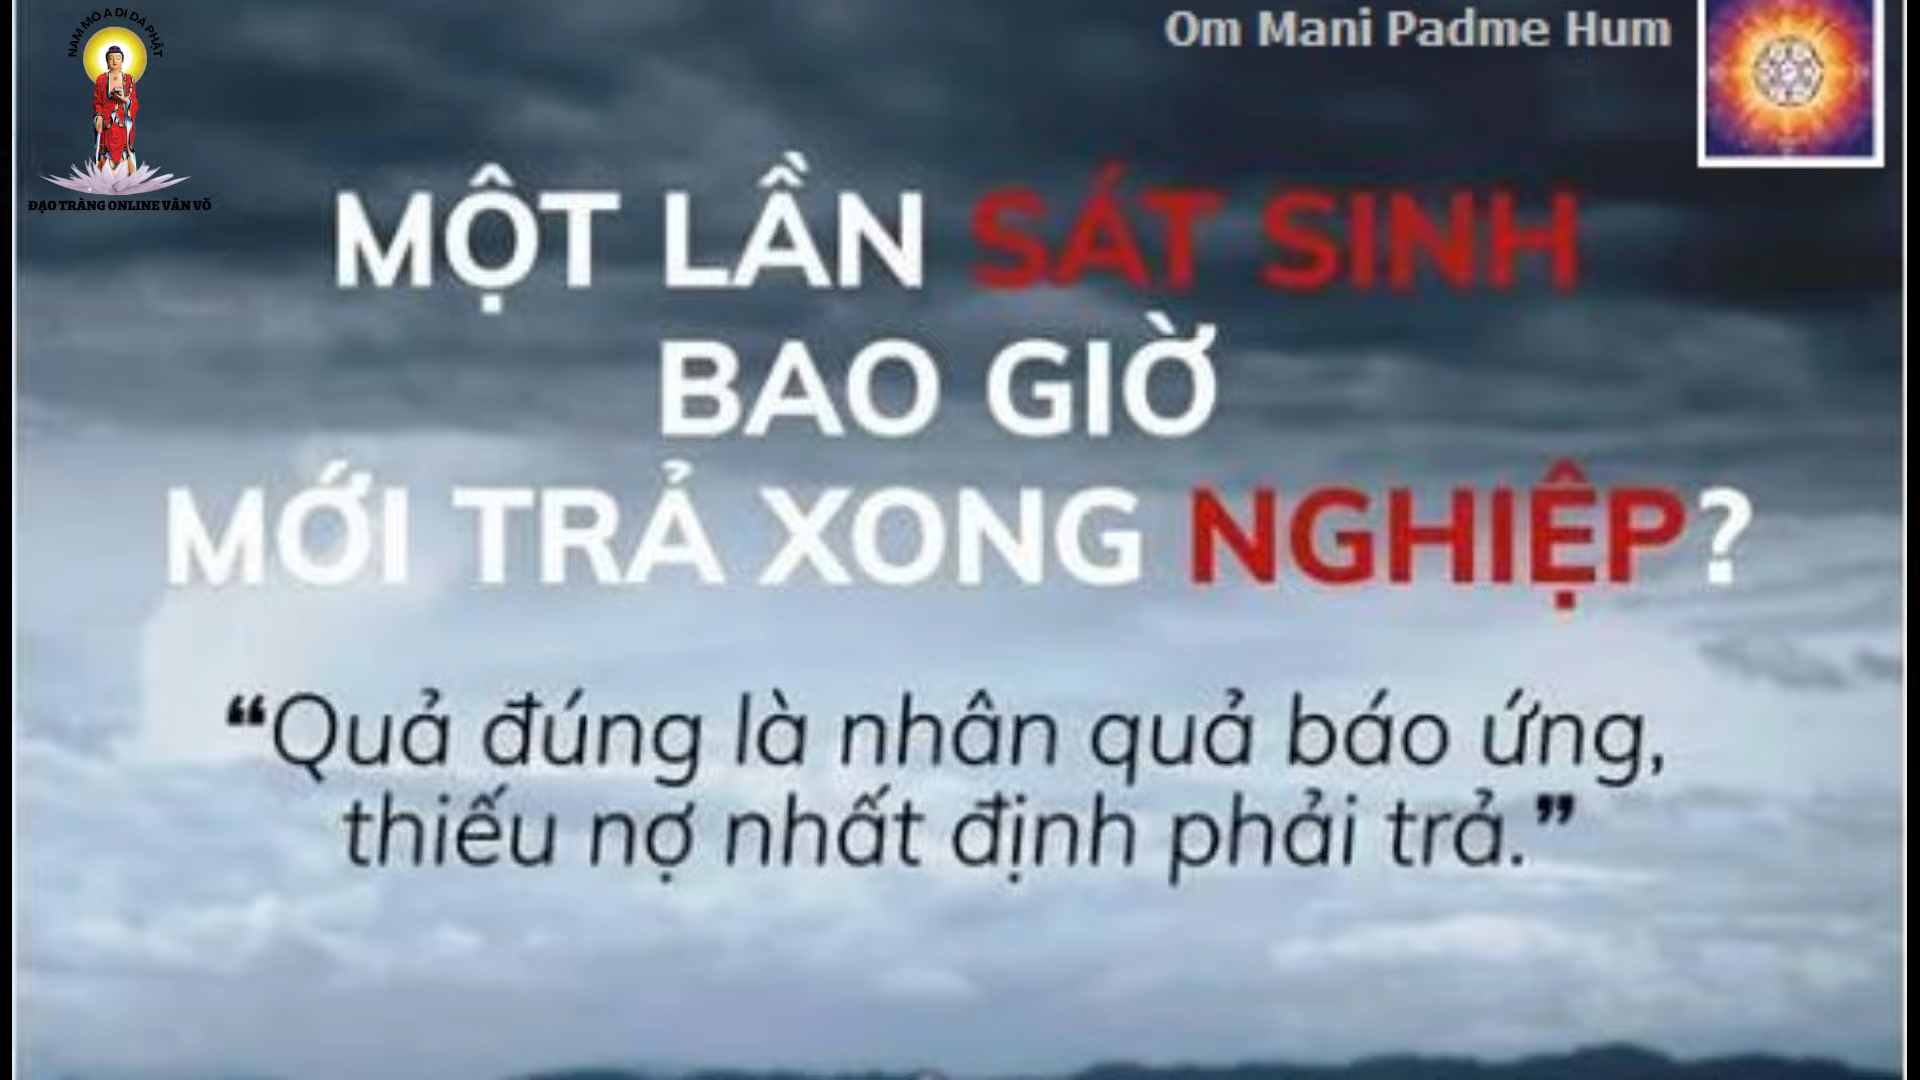 NAM MÔ A DI ĐÀ PHẬT
ĐẠO TRÀNG ONLINE VÂN VÕ
Om Mani Padme Hum
MỘT LẦN SÁT SINH
BAO GIỜ
MỚI TRẢ XONG NGHIỆP?
“Quả đúng là nhân quả báo ứng,
thiếu nợ nhất định phải trả.”